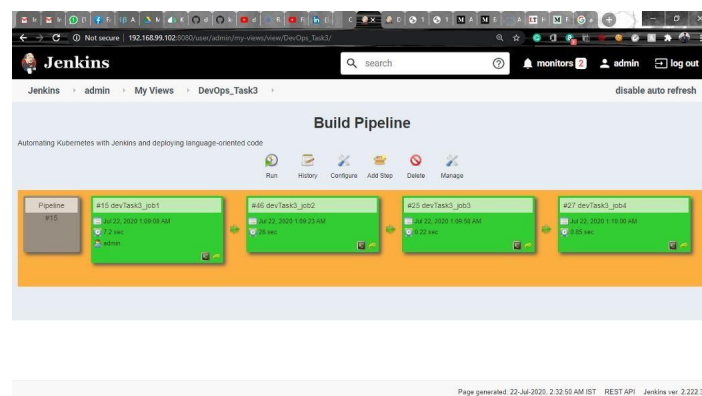 Not secure 192.168.99.102:8080/user/admin/my-views/view/DevOps_Task3/
Jenkins
search
monitors 2
admin
log out
Jenkins
admin
My Views
DevOps_Task3
disable auto refresh
Build Pipeline
Automating Kubernetes with Jenkins and deploying language-oriented code
Run
History
Configure
Add Step
Delete
Manage
Pipeline
#15
#15 devTask3_job1
Jul 22, 2020 1:09:08 AM
7.2 sec
admin
#46 devTask3_job2
Jul 22, 2020 1:09:23 AM
26 sec
#25 devTask3_job3
Jul 22, 2020 1:09:58 AM
0.22 sec
#27 devTask3_job4
Jul 22, 2020 1:10:08 AM
0.85 sec
Page generated: 22-Jul-2020, 2:32:50 AM IST
REST API
Jenkins ver. 2.222.3